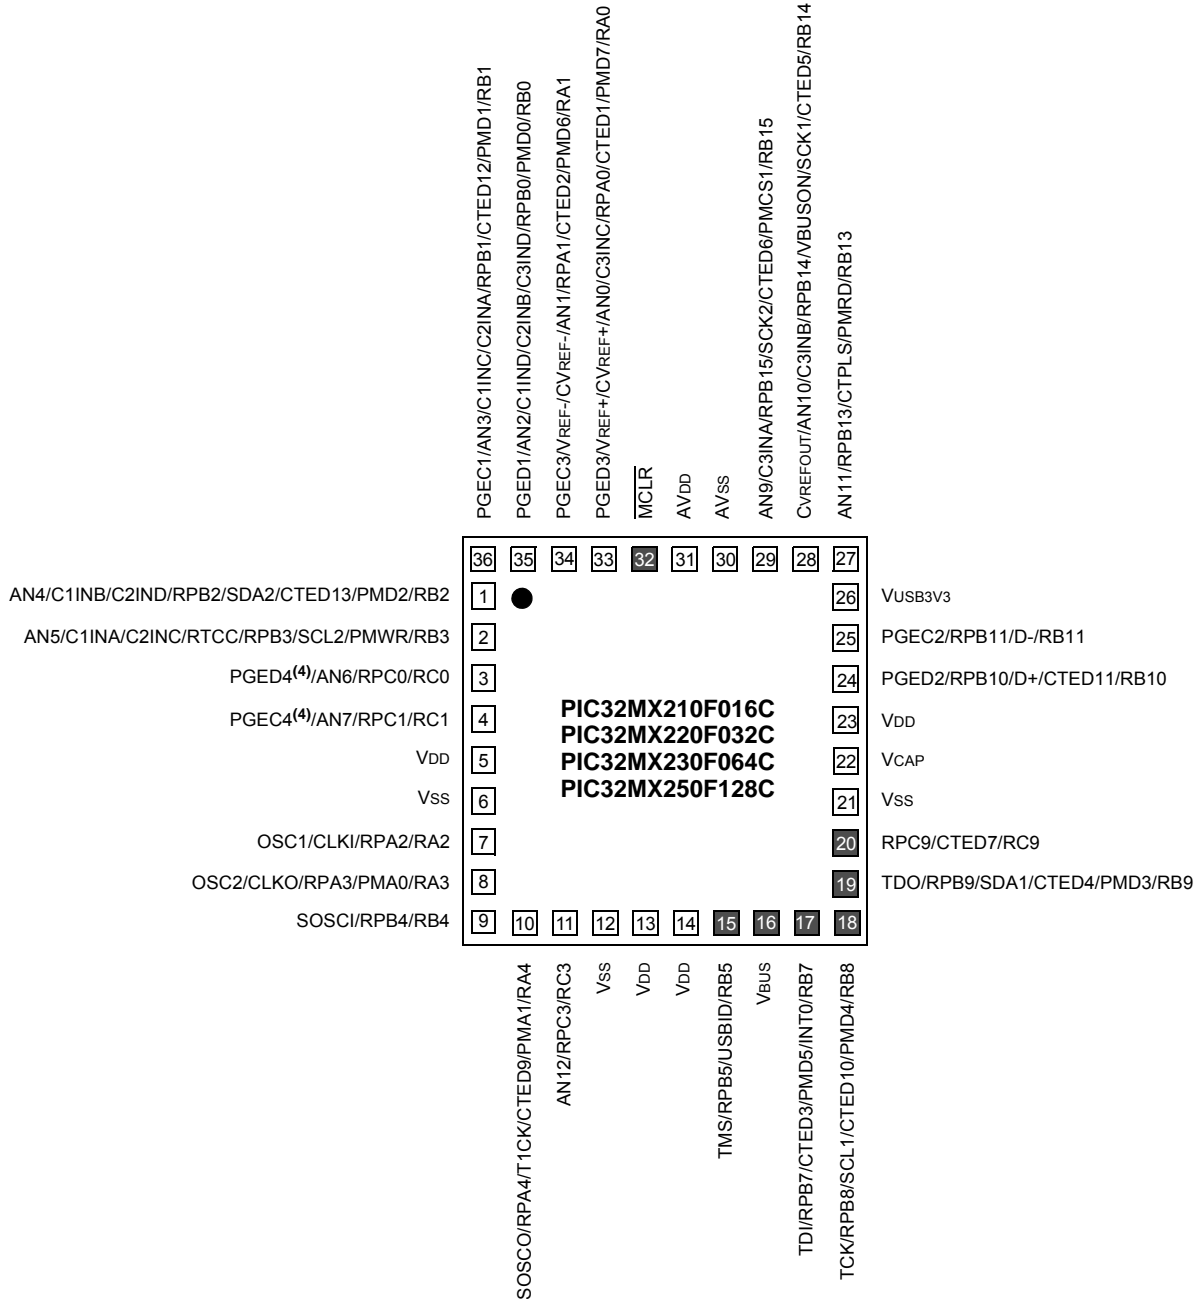 PGEC1/AN3/C1INC/C2INA/RPB1/CTED12/PMD1/RB1
PGED1/AN2/C1IND/C2INB/C3IND/RPB0/PMD0/RB0
PGEC3/VREF-/CVREF-/AN1/RPA1/CTED2/PMD6/RA1
PGED3/VREF+/CVREF+/AN0/C3INC/RPA0/CTED1/PMD7/RA0
MCLR
AVDD
AVSS
AN9/C3INA/RPB15/SCK2/CTED6/PMCS1/RB15
CVREFOUT/AN10/C3INB/RPB14/VBUSON/SCK1/CTED5/RB14
AN11/RPB13/CTPLS/PMRD/RB13
36 35 34 33 32 31 30 29 28 27
AN4/C1INB/C2IND/RPB2/SDA2/CTED13/PMD2/RB2 1
26 VUSB3V3
AN5/C1INA/C2INC/RTCC/RPB3/SCL2/PMWR/RB3 2
25 PGEC2/RPB11/D-/RB11
PGED4(4)/AN6/RPC0/RC0 3
24 PGED2/RPB10/D+/CTED11/RB10
PGEC4(4)/AN7/RPC1/RC1 4
23 VDD
VDD 5
22 VCAP
VSS 6
21 VSS
OSC1/CLKI/RPA2/RA2 7
20 RPC9/CTED7/RC9
OSC2/CLKO/RPA3/PMA0/RA3 8
19 TDO/RPB9/SDA1/CTED4/PMD3/RB9
PIC32MX210F016C
PIC32MX220F032C
PIC32MX230F064C
PIC32MX250F128C
SOSCI/RPB4/RB4 9
10 11 12 13 14 15 16 17 18
SOSCO/RPA4/T1CK/CTED9/PMA1/RA4
AN12/RPC3/RC3
VSS
VDD
VDD
TMS/RPB5/USBID/RB5
VBUS
TDI/RPB7/CTED3/PMD5/INT0/RB7
TCK/RPB8/SCL1/CTED10/PMD4/RB8